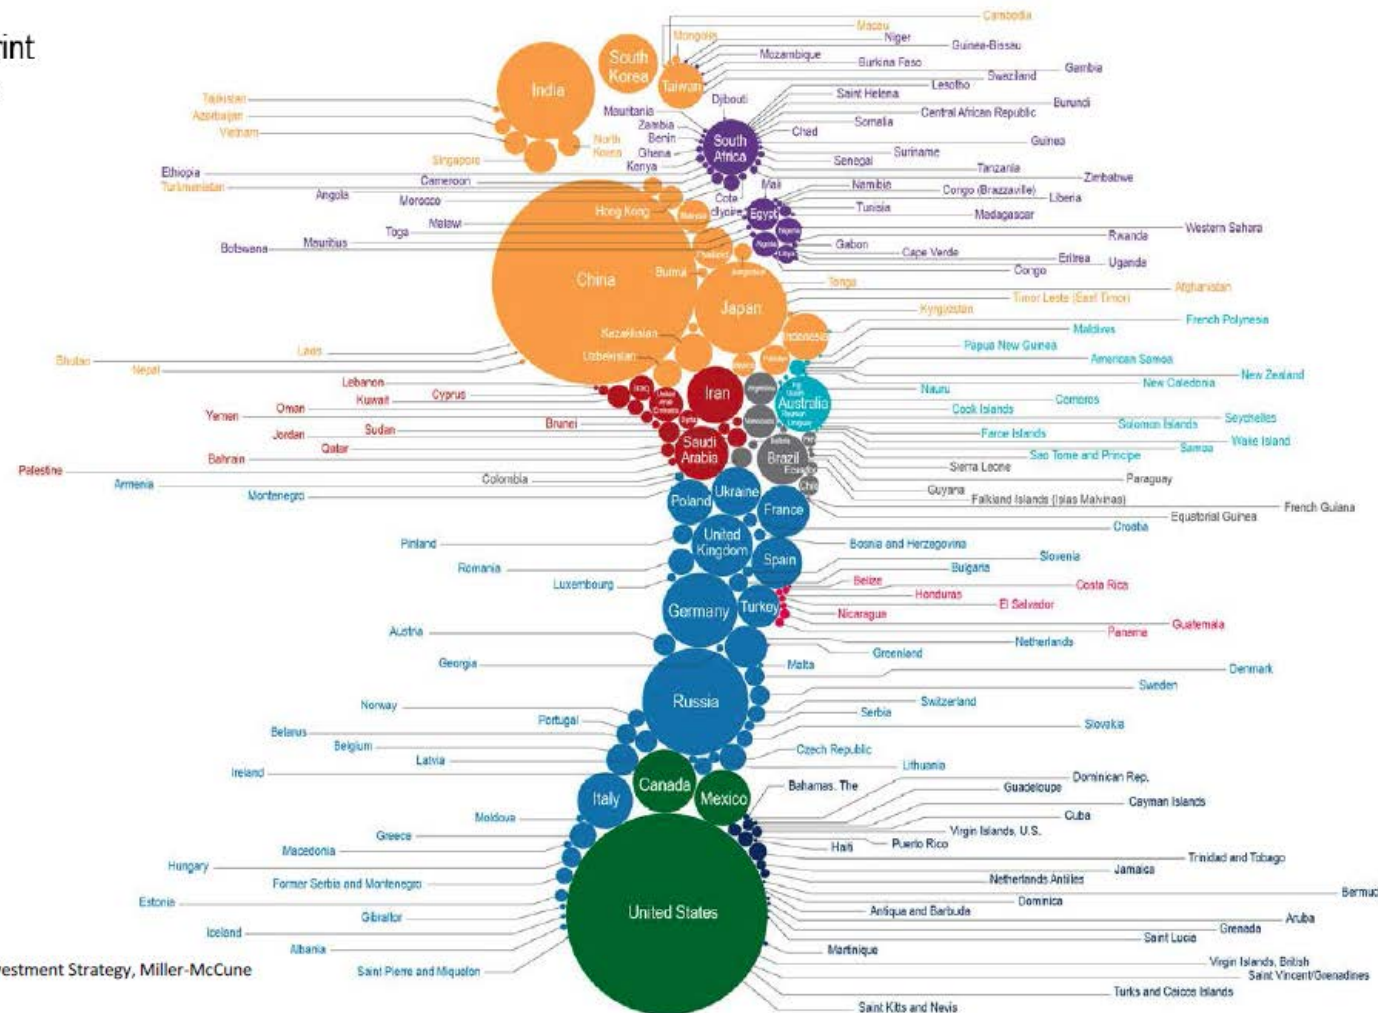 Cambodia
Macau
Mongolia
Niger
Guinea-Bissau
South
Korea
Mozambique
Burkina Faso
Gambia
Swaziland
India
Taiwan
Lesotho
Saint Helena
Tajikistan
Djibouti
Burundi
Mauritania
Central African Republic
Azerbaijan
Somalia
Zambia
Chad
Vietnam
Benin
South
Africa
Guinea
North
Korea
Ghana
Suriname
Singapore
Senegal
Kenya
Tanzania
Ethiopia
Zimbabwe
Cameroon
Turkmenistan
Mali
Namibia
Congo (Brazzaville)
Angola
Liberia
Morocco
Cote
Tunisia
Hong Kong
Egypt
Madagascar
Malawi
Western Sahara
Togo
Nigeria
Rwanda
Mauritius
Botswana
Algeria
Gabon
Cape Verde
Libya
Thailand
Eritrea
Uganda
Congo
China
Tonga
Afghanistan
Timor Leste (East Timor)
Japan
Kyrgyzstan
French Polynesia
Maldives
Kazakhstan
Indonesia
Papua New Guinea
Laos
Uzbekistan
American Samoa
Bhutan
Nepal
New Zealand
New Caledonia
Lebanon
Iraq
Iran
Nauru
Cyprus
Kuwait
Australia
Comoros
Oman
Cook Islands
Yemen
Seychelles
Syria
Brunei
Solomon Islands
Sudan
Faroe Islands
Jordan
Wake Island
Saudi
Arabia
Samoa
Qatar
Brazil
Sao Tome and Principe
Bahrain
Sierra Leone
Palestine
Ecuador
Colombia
Paraguay
Armenia
Chile
Guyana
Montenegro
Ukraine
Falkland Islands (Islas Malvinas)
Poland
France
French Guiana
Equatorial Guinea
Croatia
United
Kingdom
Bosnia and Herzegovina
Spain
Slovenia
Romania
Bulgaria
Luxembourg
Belize
Costa Rica
Honduras
Germany
Turkey
El Salvador
Nicaragua
Guatemala
Austria
Panama
Netherlands
Greenland
Georgia
Malta
Denmark
Sweden
Russia
Switzerland
Norway
Serbia
Portugal
Slovakia
Belarus
Belgium
Czech Republic
Latvia
Lithuania
Ireland
Dominican Rep.
Canada
Bahamas, The
Guadeloupe
Italy
Mexico
Cayman Islands
Cuba
Moldova
Virgin Islands, U.S.
Greece
Puerto Rico
Haiti
Macedonia
Trinidad and Tobago
Hungary
Jamaica
Netherlands Antilles
Former Serbia and Montenegro
Estonia
Dominica
United States
Antigua and Barbuda
Gibraltar
Aruba
Iceland
Grenada
Saint Lucia
Albania
Martinique
Virgin Islands, British
Saint Pierre and Miquelon
Saint Vincent/Grenadines
Turks and Caicos Islands
Saint Kitts and Nevis
Investment Strategy, Miller-McCune